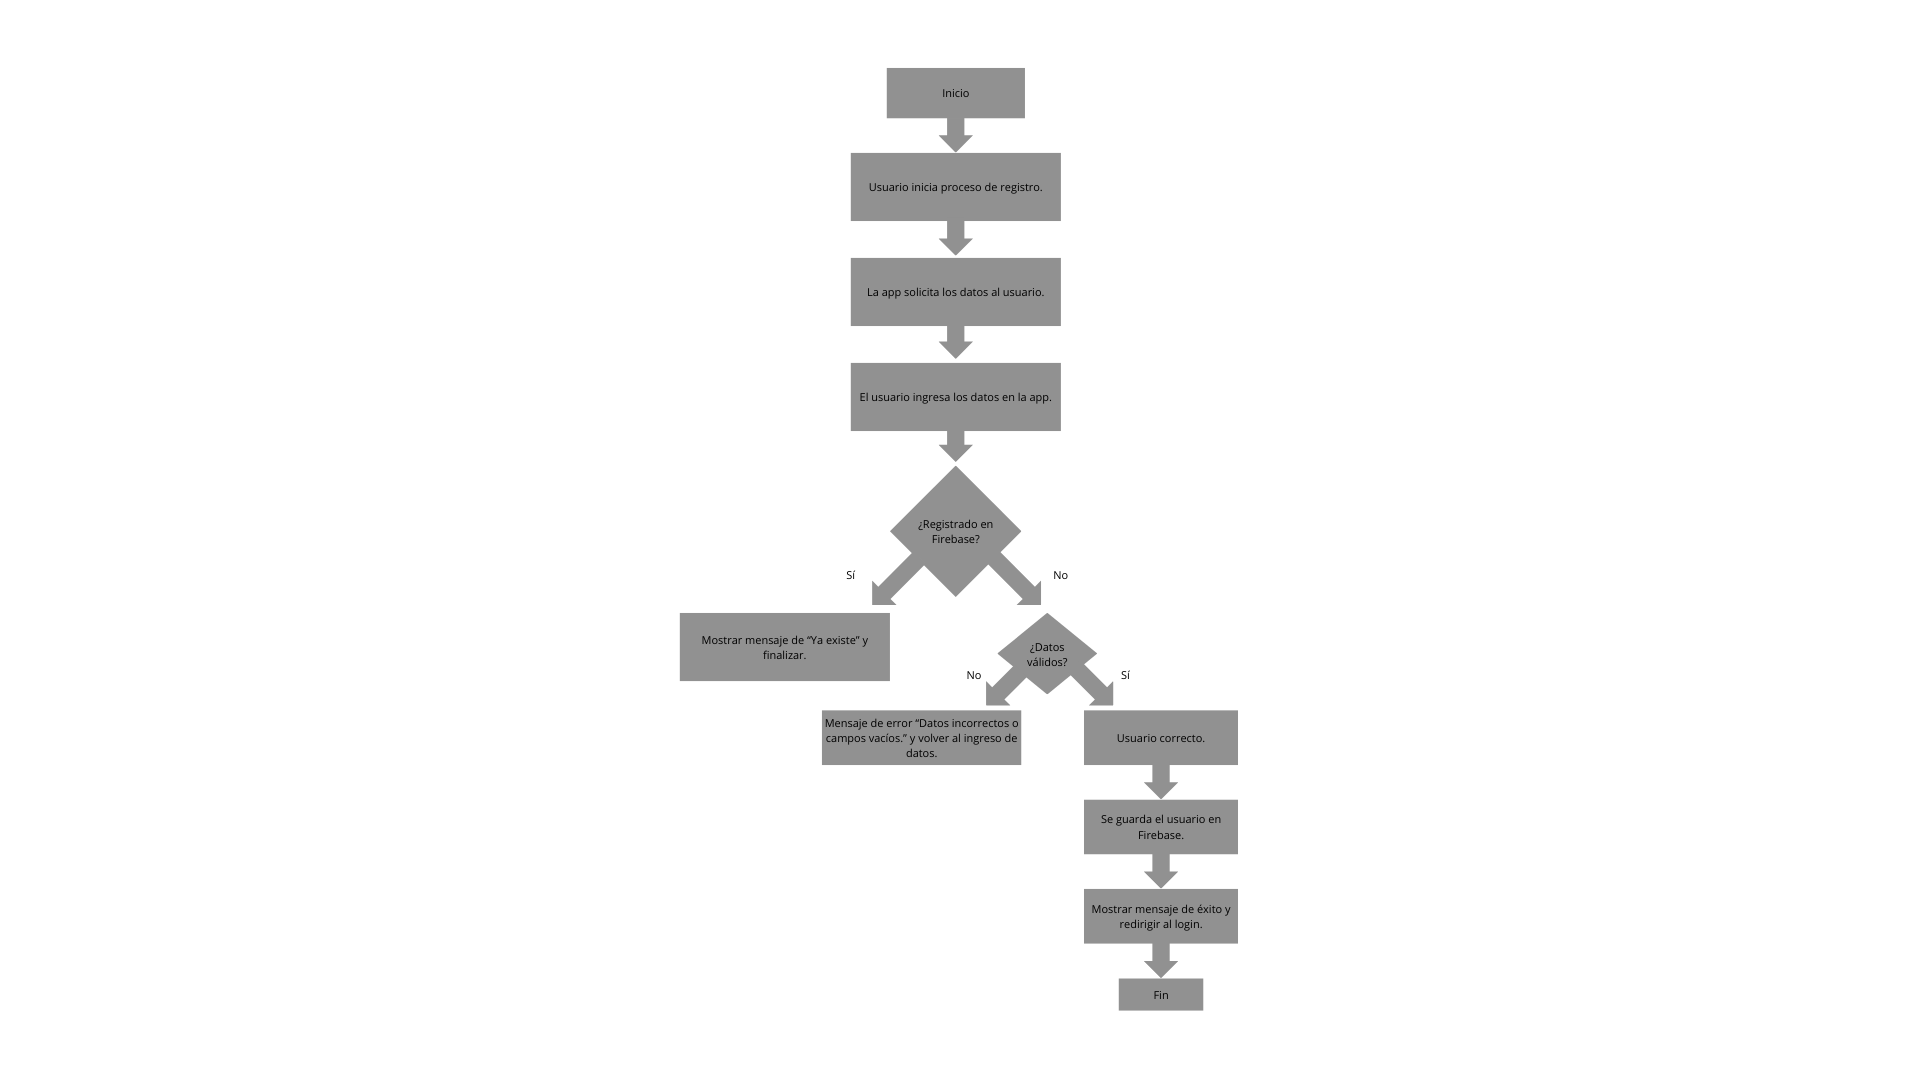 Inicio
Usuario inicia proceso de registro.
La app solicita los datos al usuario.
El usuario ingresa los datos en la app.
¿Registrado en
Firebase?
Sí
No
Mostrar mensaje de “Ya existe” y
finalizar.
¿Datos
válidos?
No
Sí
Mensaje de error “Datos incorrectos o
campos vacíos.” y volver al ingreso de
datos.
Usuario correcto.
Se guarda el usuario en
Firebase.
Mostrar mensaje de éxito y
redirigir al login.
Fin